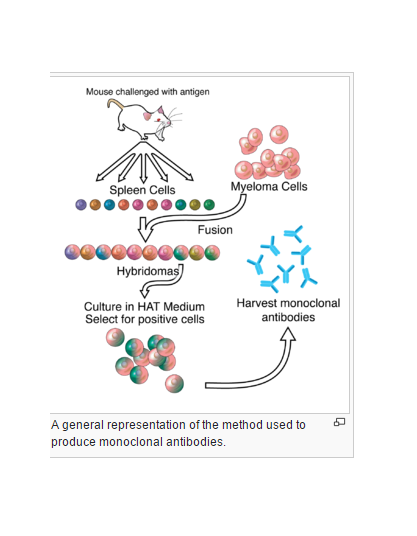 Mouse challenged with antigen
Spleen Cells
Myeloma Cells
Fusion
Hybridomas
Culture in HAT Medium
Select for positive cells
Harvest monoclonal
antibodies
A general representation of the method used to
produce monoclonal antibodies.